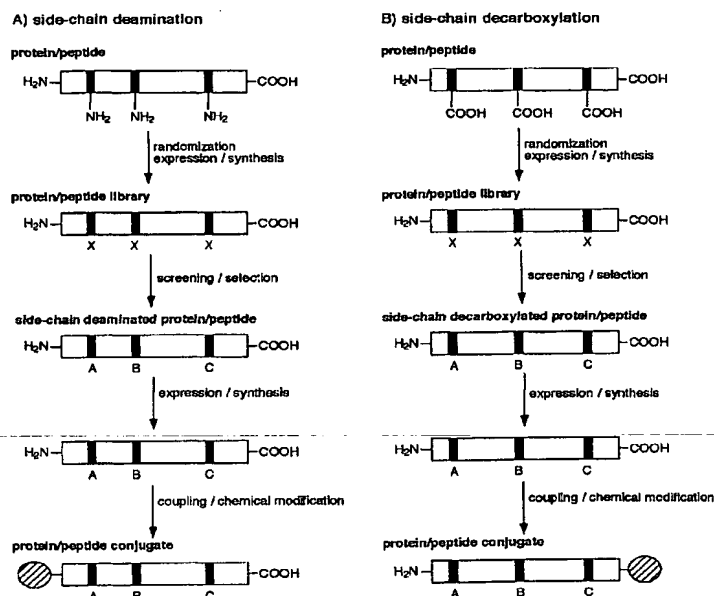 A) side-chain deamination
protein/peptide
H₂N COOH
NH₂ NH₂ NH₂
randomization
expression / synthesis
protein/peptide library
H₂N COOH
X X X
screening / selection
side-chain deaminated protein/peptide
H₂N COOH
A B C
expression / synthesis
H₂N COOH
A B C
coupling / chemical modification
protein/peptide conjugate
COOH
A B C
B) side-chain decarboxylation
protein/peptide
H₂N COOH
COOH COOH COOH
randomization
expression / synthesis
protein/peptide library
H₂N COOH
X X X
screening / selection
side-chain decarboxylated protein/peptide
H₂N COOH
A B C
expression / synthesis
H₂N COOH
A B C
coupling / chemical modification
protein/peptide conjugate
H₂N
A B C